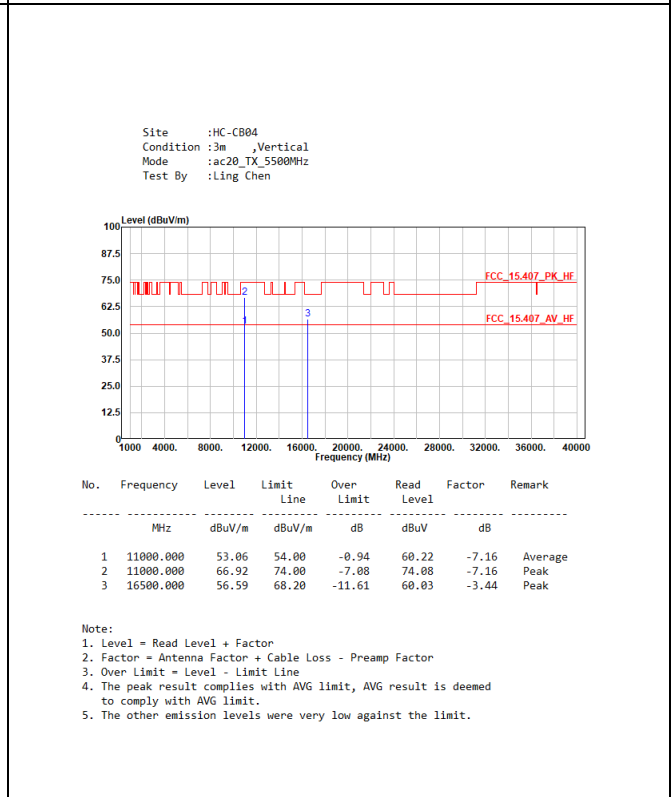 Site      :HC-CB04
Condition :3m    ,Vertical
Mode      :ac20_TX_5500MHz
Test By   :Ling Chen
Level (dBuV/m)
100
87.5
75.0
62.5
50.0
37.5
25.0
12.5
0
FCC_15.407_PK_HF
FCC_15.407_AV_HF
2
1
3
1000 4000. 8000. 12000. 16000. 20000. 24000. 28000. 32000. 36000. 40000
Frequency (MHz)
No.  Frequency  Level  Limit  Over  Read  Factor  Remark
Line  Limit  Level
------ ----------- -------- --------- --------- --------- -------- ---------
MHz  dBuV/m  dBuV/m  dB  dBuV  dB
1  11000.000  53.06  54.00  -0.94  60.22  -7.16  Average
2  11000.000  66.92  74.00  -7.08  74.08  -7.16  Peak
3  16500.000  56.59  68.20  -11.61  60.03  -3.44  Peak
Note:
1. Level = Read Level + Factor
2. Factor = Antenna Factor + Cable Loss - Preamp Factor
3. Over Limit = Level - Limit Line
4. The peak result complies with AVG limit, AVG result is deemed
to comply with AVG limit.
5. The other emission levels were very low against the limit.